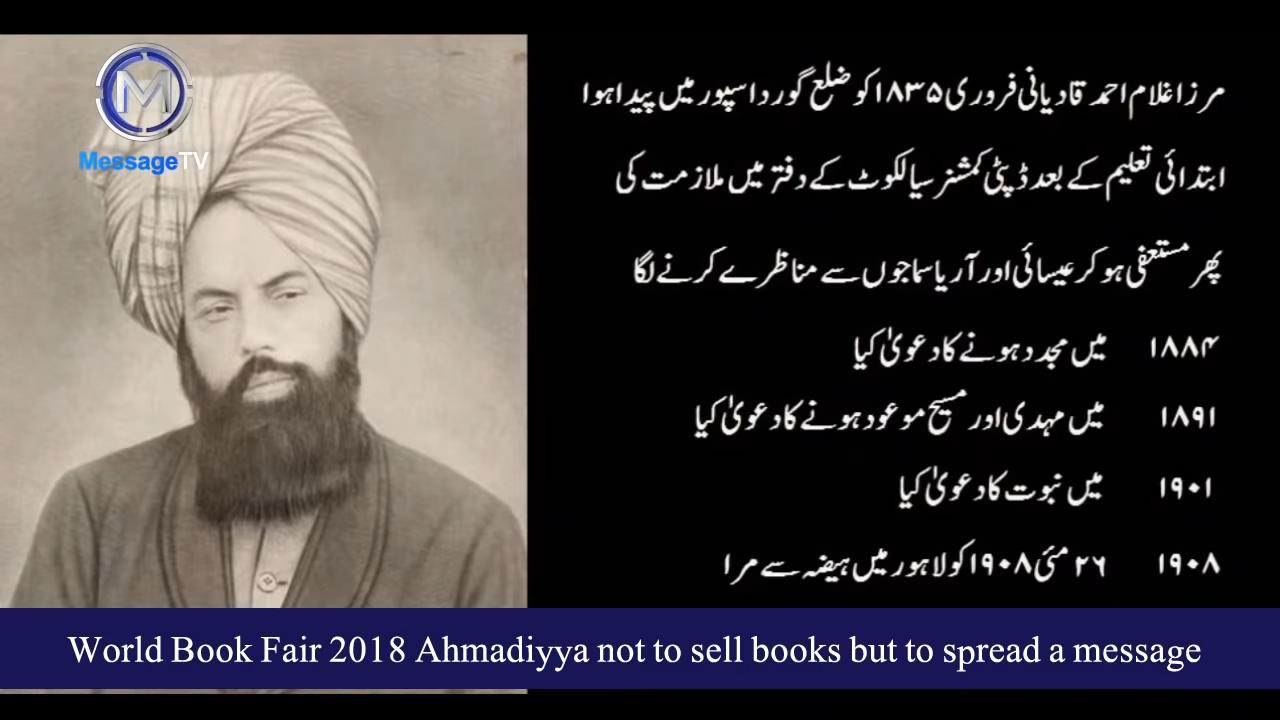 M
MessageTV
مرزا غلام احمد قادیانی فروری ۱۸۳۵ کو ضلع گورداسپور میں پیدا ہوا
ابتدائی تعلیم کے بعد ڈپٹی کمشنر سیالکوٹ کے دفتر میں ملازمت کی
پھر مستعفی ہو کر عیسائی اور آریا سماجوں سے مناظرے کرنے لگا
۱۸۸۴ میں مجدد ہونے کا دعویٰ کیا
۱۸۹۱ میں مہدی اور مسیح موعود ہونے کا دعویٰ کیا
۱۹۰۱ میں نبوت کا دعویٰ کیا
۱۹۰۸ ۲۶ مئی ۱۹۰۸ کو لاہور میں ہیضہ سے مرا
World Book Fair 2018 Ahmadiyya not to sell books but to spread a message